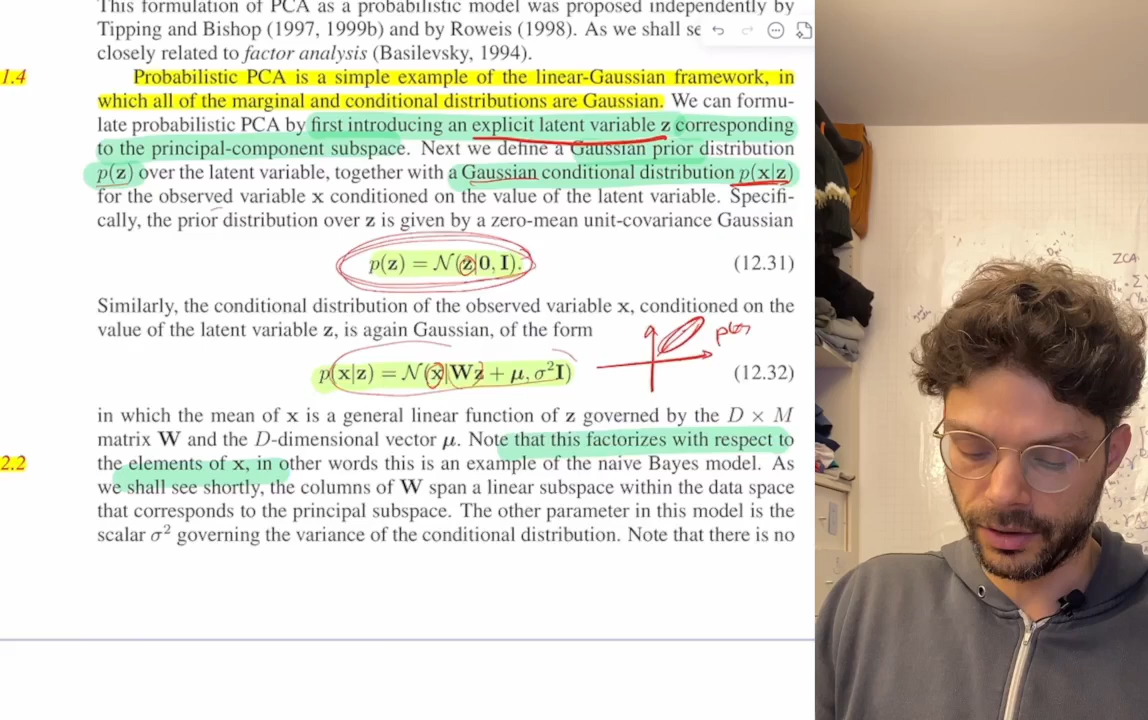 This formulation of PCA as a probabilistic model was proposed independently by
Tipping and Bishop (1997, 1999b) and by Roweis (1998). As we shall se
closely related to factor analysis (Basilevsky, 1994).
1.4
Probabilistic PCA is a simple example of the linear-Gaussian framework, in
which all of the marginal and conditional distributions are Gaussian. We can formu-
late probabilistic PCA by first introducing an explicit latent variable z corresponding
to the principal-component subspace. Next we define a Gaussian prior distribution
p(z) over the latent variable, together with a Gaussian conditional distribution p(x|z)
for the observed variable x conditioned on the value of the latent variable. Specifi-
cally, the prior distribution over z is given by a zero-mean unit-covariance Gaussian
p(z) = N(z|0, I). (12.31)
Similarly, the conditional distribution of the observed variable x, conditioned on the
value of the latent variable z, is again Gaussian, of the form
p(x|z) = N(x|Wz + μ, σ²I) (12.32)
in which the mean of x is a general linear function of z governed by the D × M
matrix W and the D-dimensional vector μ. Note that this factorizes with respect to
2.2
the elements of x, in other words this is an example of the naive Bayes model. As
we shall see shortly, the columns of W span a linear subspace within the data space
that corresponds to the principal subspace. The other parameter in this model is the
scalar σ² governing the variance of the conditional distribution. Note that there is no
ZCA